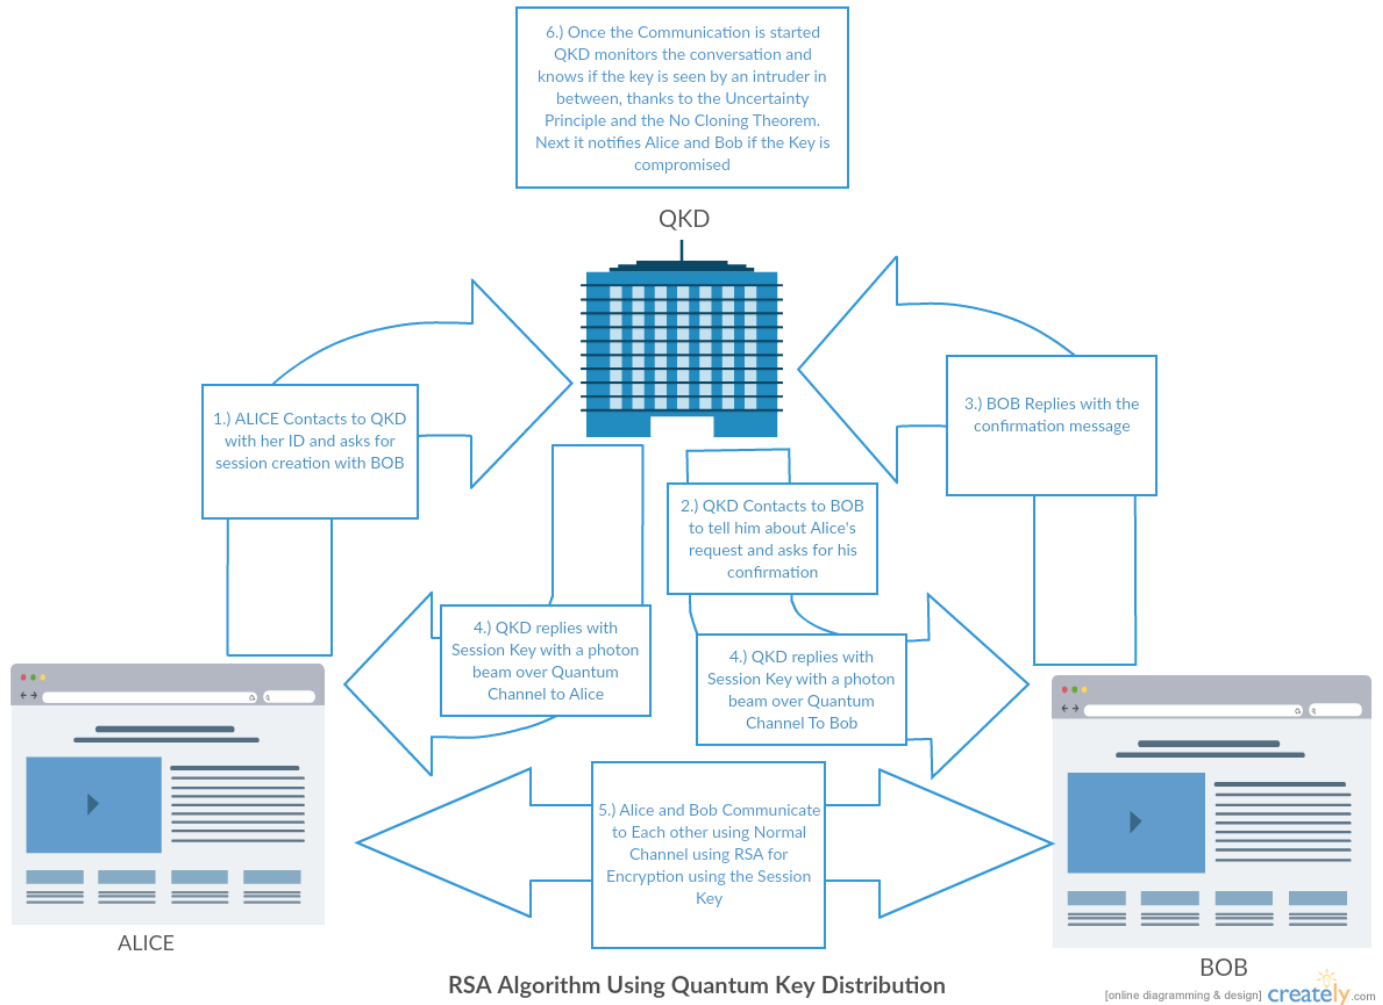 6.) Once the Communication is started
QKD monitors the conversation and
knows if the key is seen by an intruder in
between, thanks to the Uncertainty
Principle and the No Cloning Theorem.
Next it notifies Alice and Bob if the Key is
compromised
QKD
1.) ALICE Contacts to QKD
with her ID and asks for
session creation with BOB
3.) BOB Replies with the
confirmation message
2.) QKD Contacts to BOB
to tell him about Alice's
request and asks for his
confirmation
4.) QKD replies with
Session Key with a photon
beam over Quantum
Channel to Alice
4.) QKD replies with
Session Key with a photon
beam over Quantum
Channel To Bob
5.) Alice and Bob Communicate
to Each other using Normal
Channel using RSA for
Encryption using the Session
Key
ALICE
BOB
RSA Algorithm Using Quantum Key Distribution
[online diagramming & design] creately.com